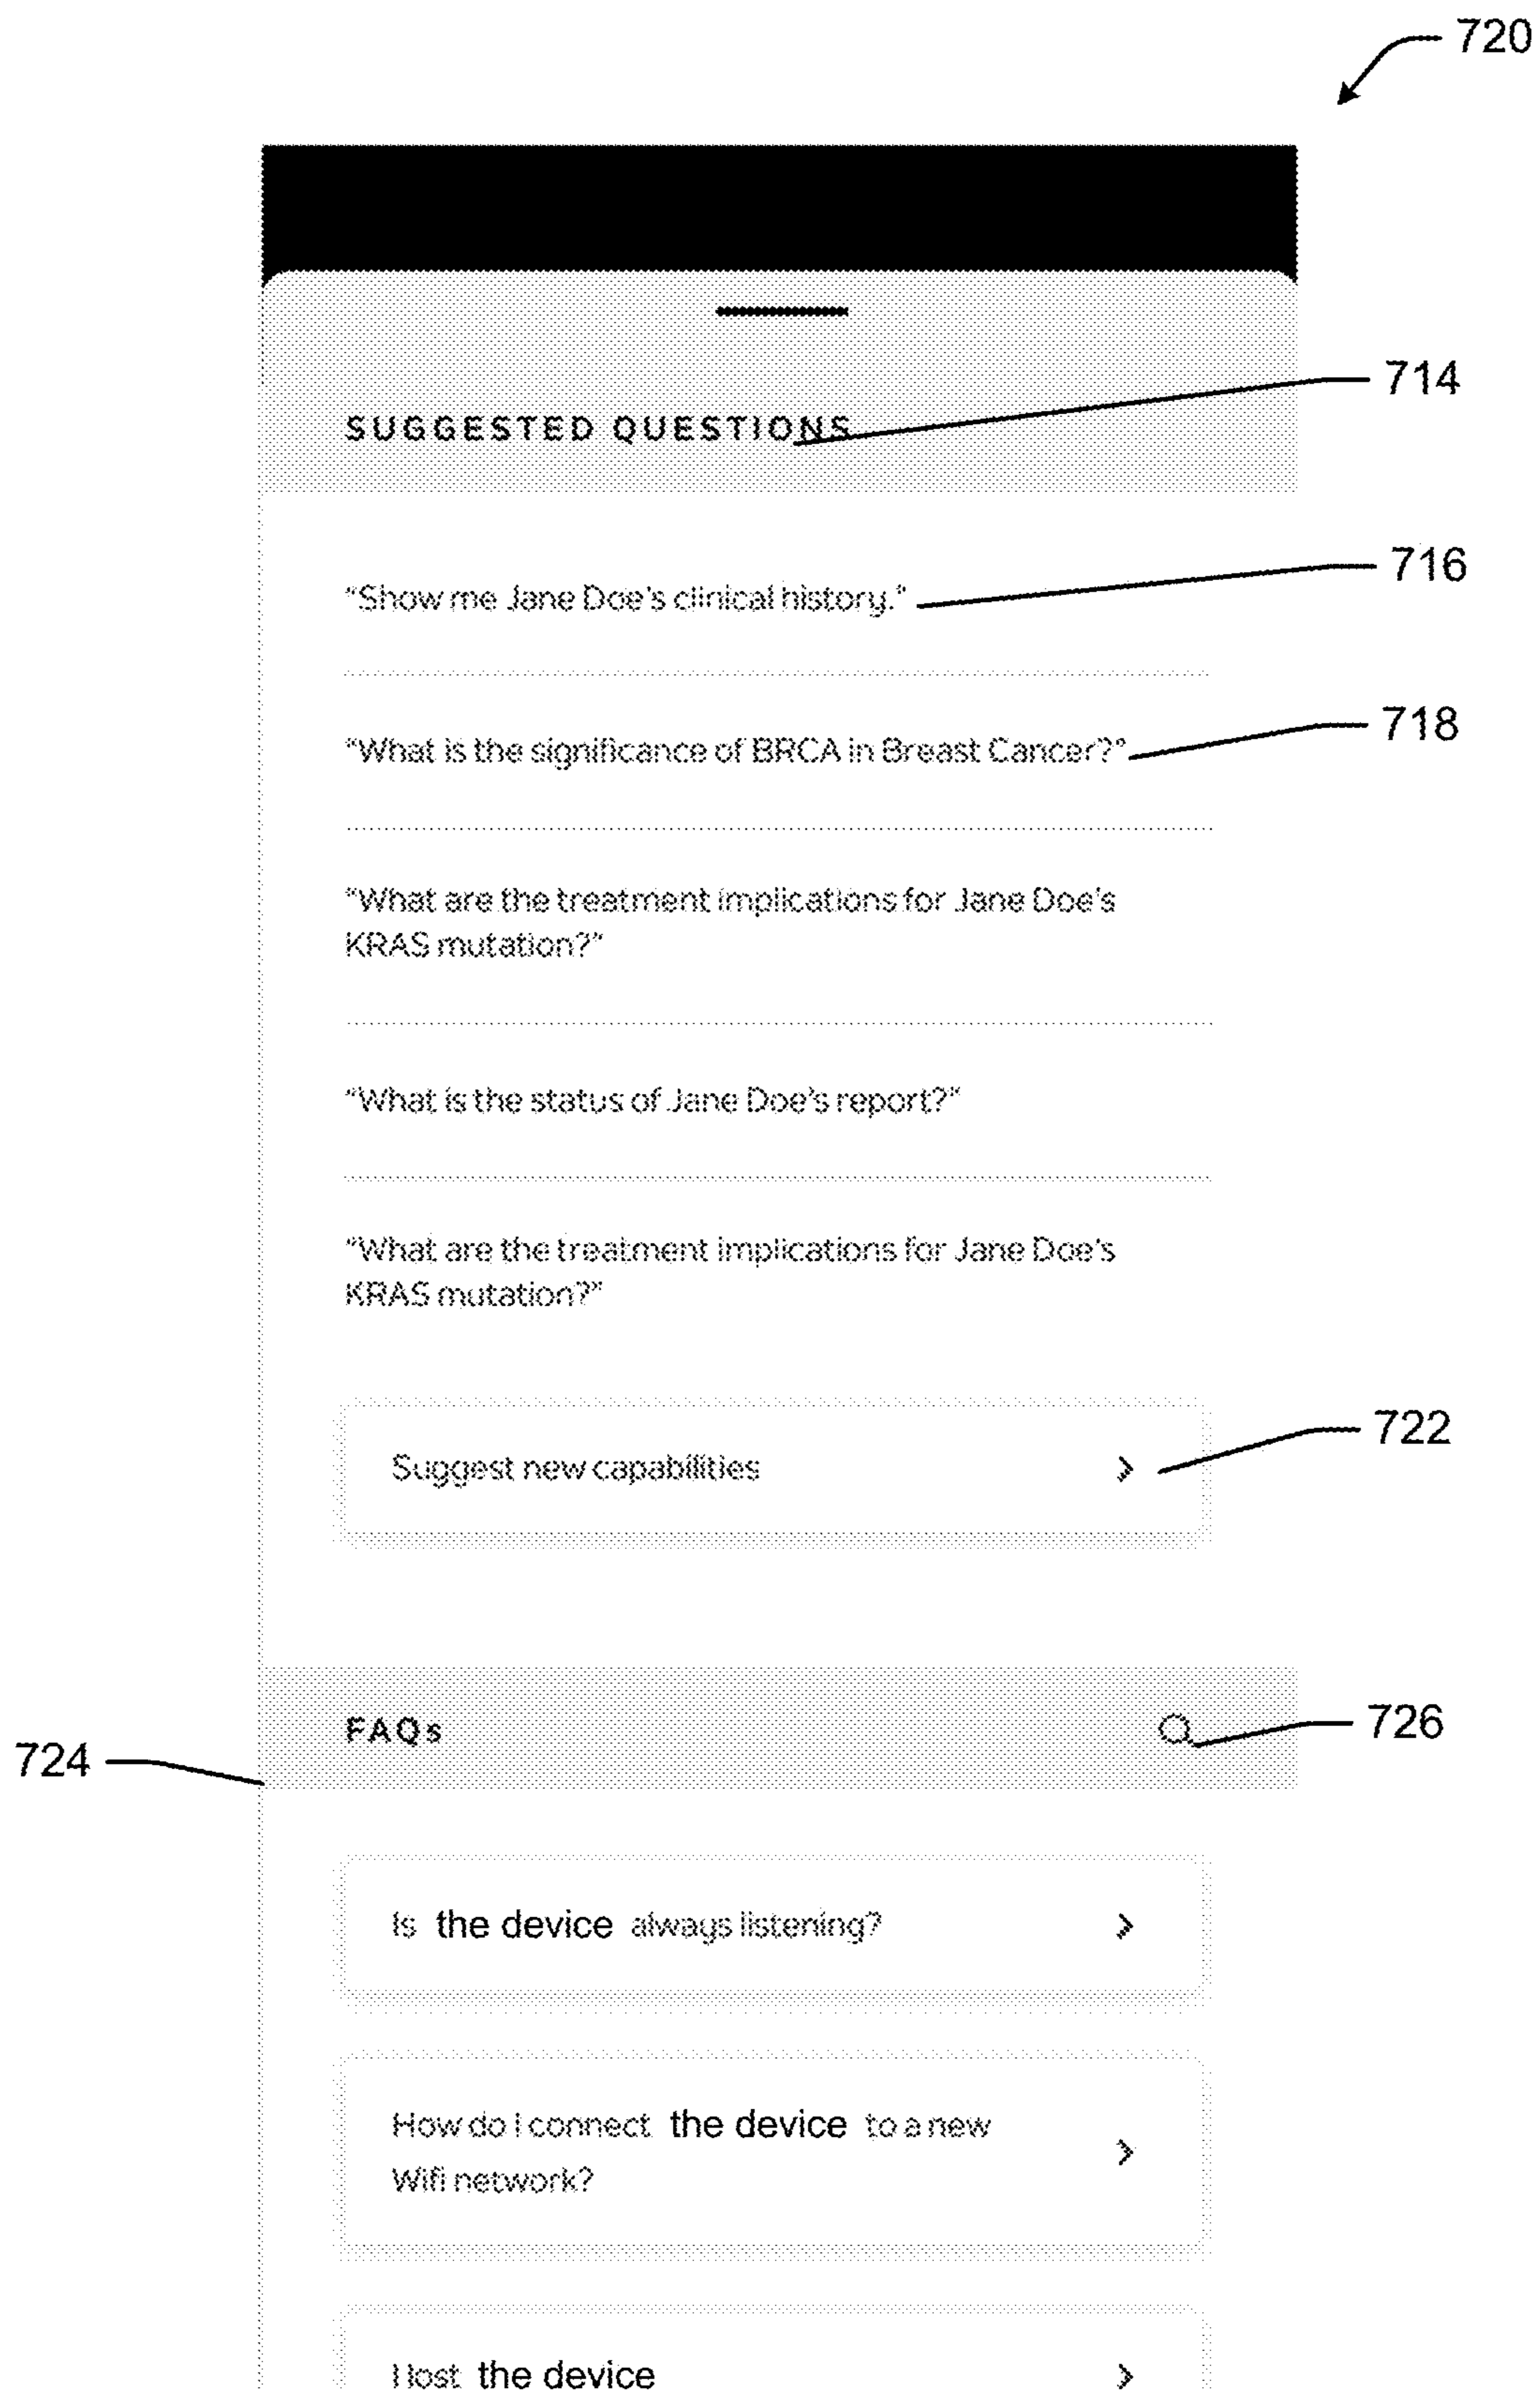 720
714
SUGGESTED QUESTIONS
716
“Show me Jane Doe’s clinical history.”
718
“What is the significance of BRCA in Breast Cancer?”
“What are the treatment implications for Jane Doe’s
KRAS mutation?”
“What is the status of Jane Doe’s report?”
“What are the treatment implications for Jane Doe’s
KRAS mutation?”
722
Suggest new capabilities
726
FAQs
724
Is the device always listening?
How do I connect the device to a new
Wifi network?
I lost the device